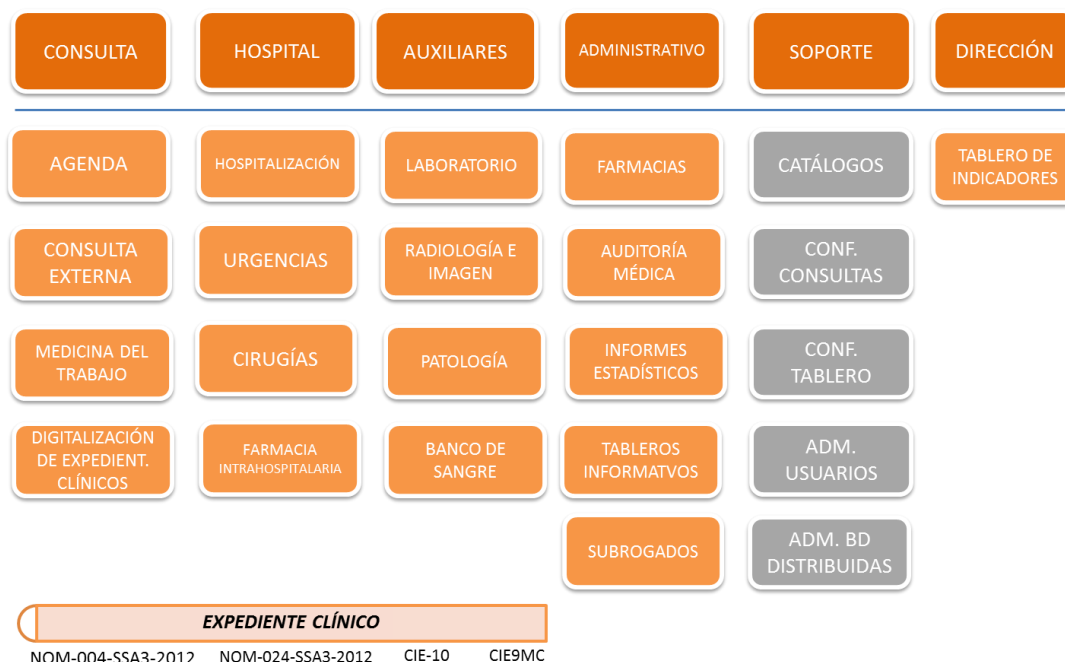 CONSULTA
HOSPITAL
AUXILIARES
ADMINISTRATIVO
SOPORTE
DIRECCIÓN
AGENDA
HOSPITALIZACIÓN
LABORATORIO
FARMACIAS
CATÁLOGOS
TABLERO DE
INDICADORES
CONSULTA
EXTERNA
URGENCIAS
RADIOLOGÍA E
IMAGEN
AUDITORÍA
MÉDICA
CONF.
CONSULTAS
MEDICINA DEL
TRABAJO
CIRUGÍAS
PATOLOGÍA
INFORMES
ESTADÍSTICOS
CONF.
TABLERO
DIGITALIZACIÓN
DE EXPEDIENT.
CLÍNICOS
FARMACIA
INTRAHOSPITALARIA
BANCO DE
SANGRE
TABLEROS
INFORMATVOS
ADM.
USUARIOS
SUBROGADOS
ADM. BD
DISTRIBUIDAS
EXPEDIENTE CLÍNICO
NOM-004-SSA3-2012 NOM-024-SSA3-2012 CIE-10 CIE9MC